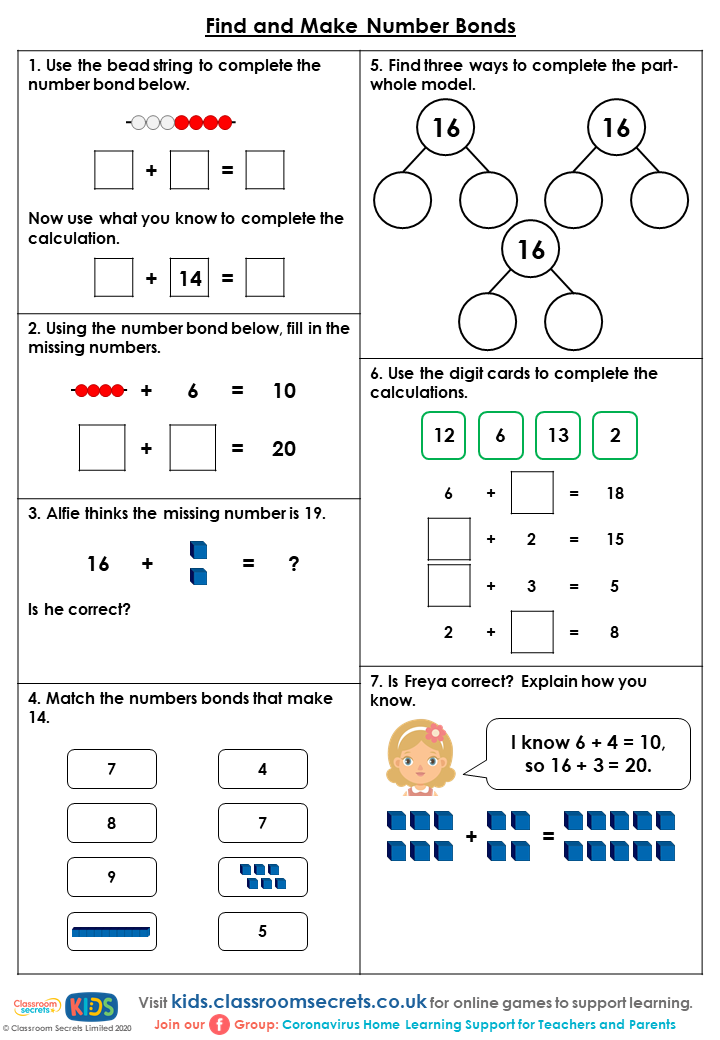 Find and Make Number Bonds
1. Use the bead string to complete the
number bond below.
+ =
Now use what you know to complete the
calculation.
+ 14 =
2. Using the number bond below, fill in the
missing numbers.
+ 6 = 10
+ = 20
3. Alfie thinks the missing number is 19.
16 + = ?
Is he correct?
4. Match the numbers bonds that make
14.
7 4
8 7
9
5
5. Find three ways to complete the part-
whole model.
16 16
16
6. Use the digit cards to complete the
calculations.
12 6 13 2
6 + = 18
+ 2 = 15
+ 3 = 5
2 + = 8
7. Is Freya correct? Explain how you
know.
I know 6 + 4 = 10,
so 16 + 3 = 20.
+ =
Classroom
secrets
KIDS
© Classroom Secrets Limited 2020
Visit kids.classroomsecrets.co.uk for online games to support learning.
Join our f Group: Coronavirus Home Learning Support for Teachers and Parents